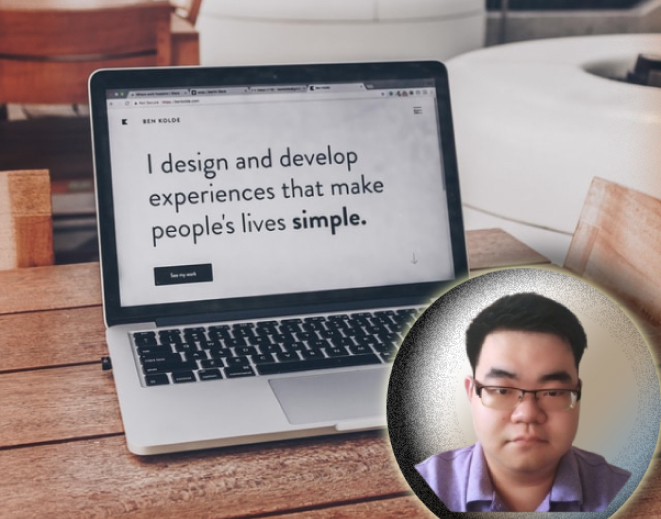 BEN KOLDE
I design and develop
experiences that make
people's lives simple.
See my work